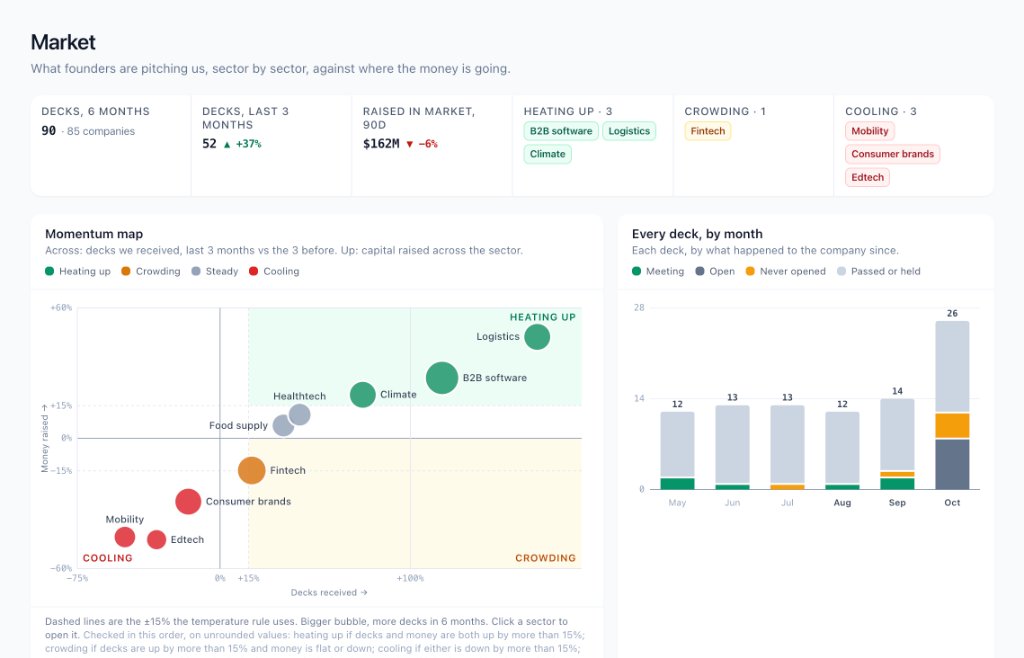 Market
What founders are pitching us, sector by sector, against where the money is going.
DECKS, 6 MONTHS
90 · 85 companies
DECKS, LAST 3
MONTHS
52 ▲ +37%
RAISED IN MARKET,
90D
$162M ▼ −6%
HEATING UP · 3
B2B software Logistics
Climate
CROWDING · 1
Fintech
COOLING · 3
Mobility
Consumer brands
Edtech
Momentum map
Across: decks we received, last 3 months vs the 3 before. Up: capital raised across the sector.
Heating up Crowding Steady Cooling
+60%
HEATING UP
Logistics
B2B software
Climate
Healthtech
+15%
Food supply
0%
Money raised →
−15%
Fintech
Consumer brands
Mobility
Edtech
COOLING
CROWDING
−60%
−75% 0% +15% +100%
Decks received →
Dashed lines are the ±15% the temperature rule uses. Bigger bubble, more decks in 6 months. Click a sector to
open it. Checked in this order, on unrounded values: heating up if decks and money are both up by more than 15%;
crowding if decks are up by more than 15% and money is flat or down; cooling if either is down by more than 15%;
Every deck, by month
Each deck, by what happened to the company since.
Meeting Open Never opened Passed or held
28
26
14
12 13 13 12 14
0
May Jun Jul Aug Sep Oct